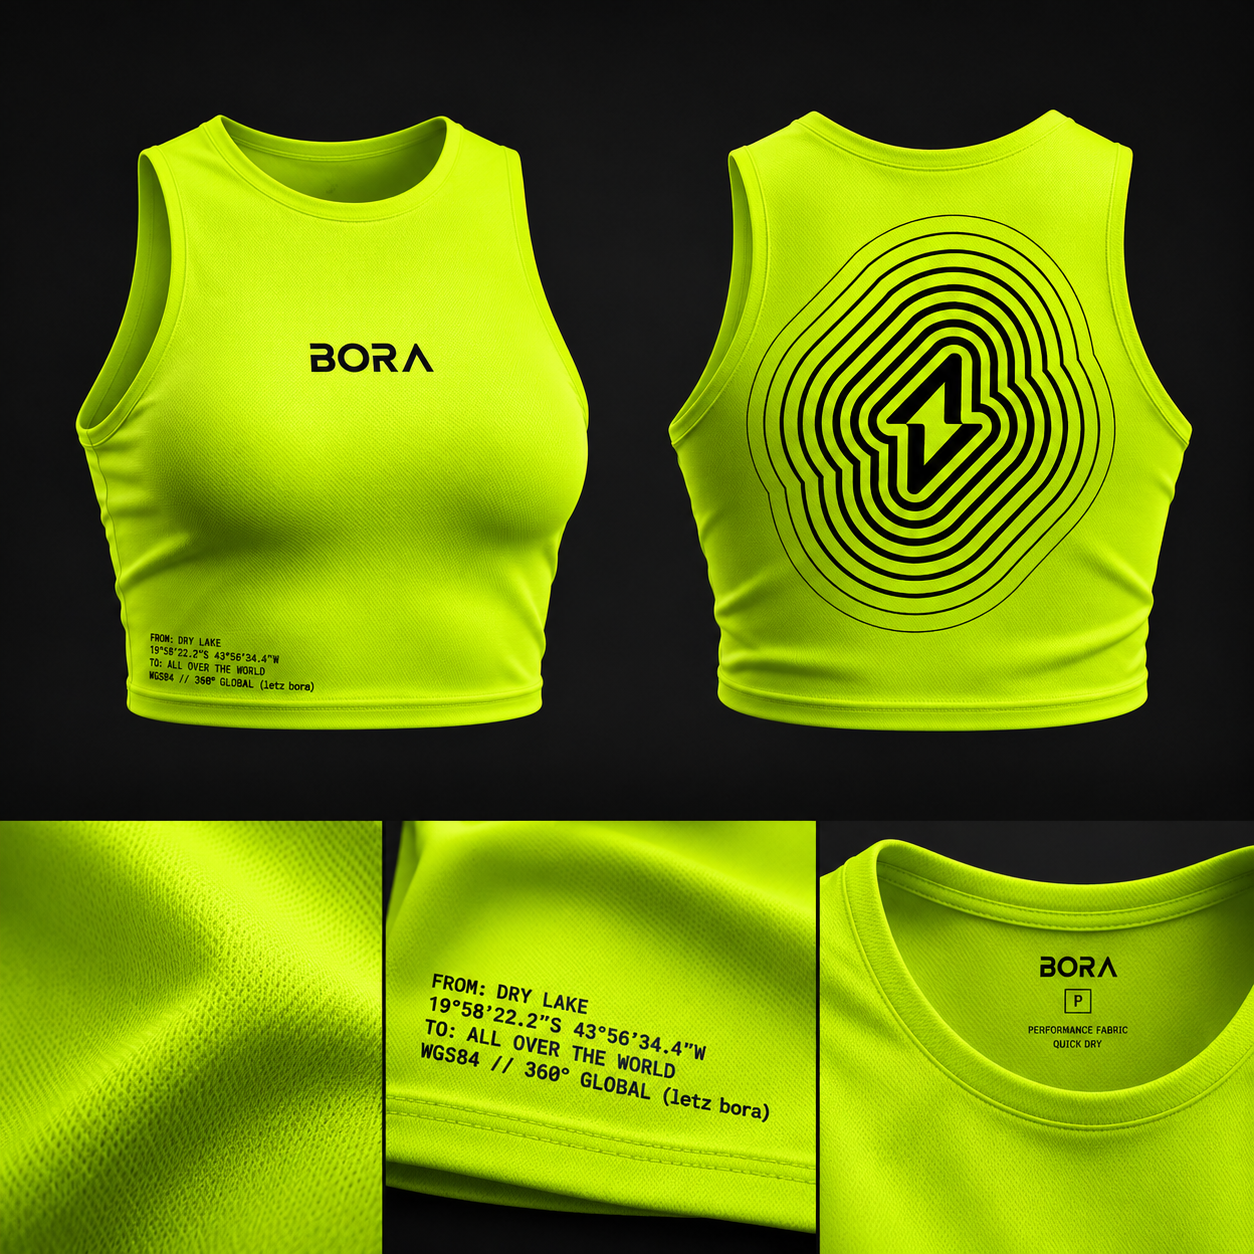 BORA
FROM: DRY LAKE
19°58'22.2"S 43°56'34.4"W
TO: ALL OVER THE WORLD
WGS84 // 360° GLOBAL (letz bora)
FROM: DRY LAKE
19°58'22.2"S 43°56'34.4"W
TO: ALL OVER THE WORLD
WGS84 // 360° GLOBAL (letz bora)
BORA
P
PERFORMANCE FABRIC
QUICK DRY